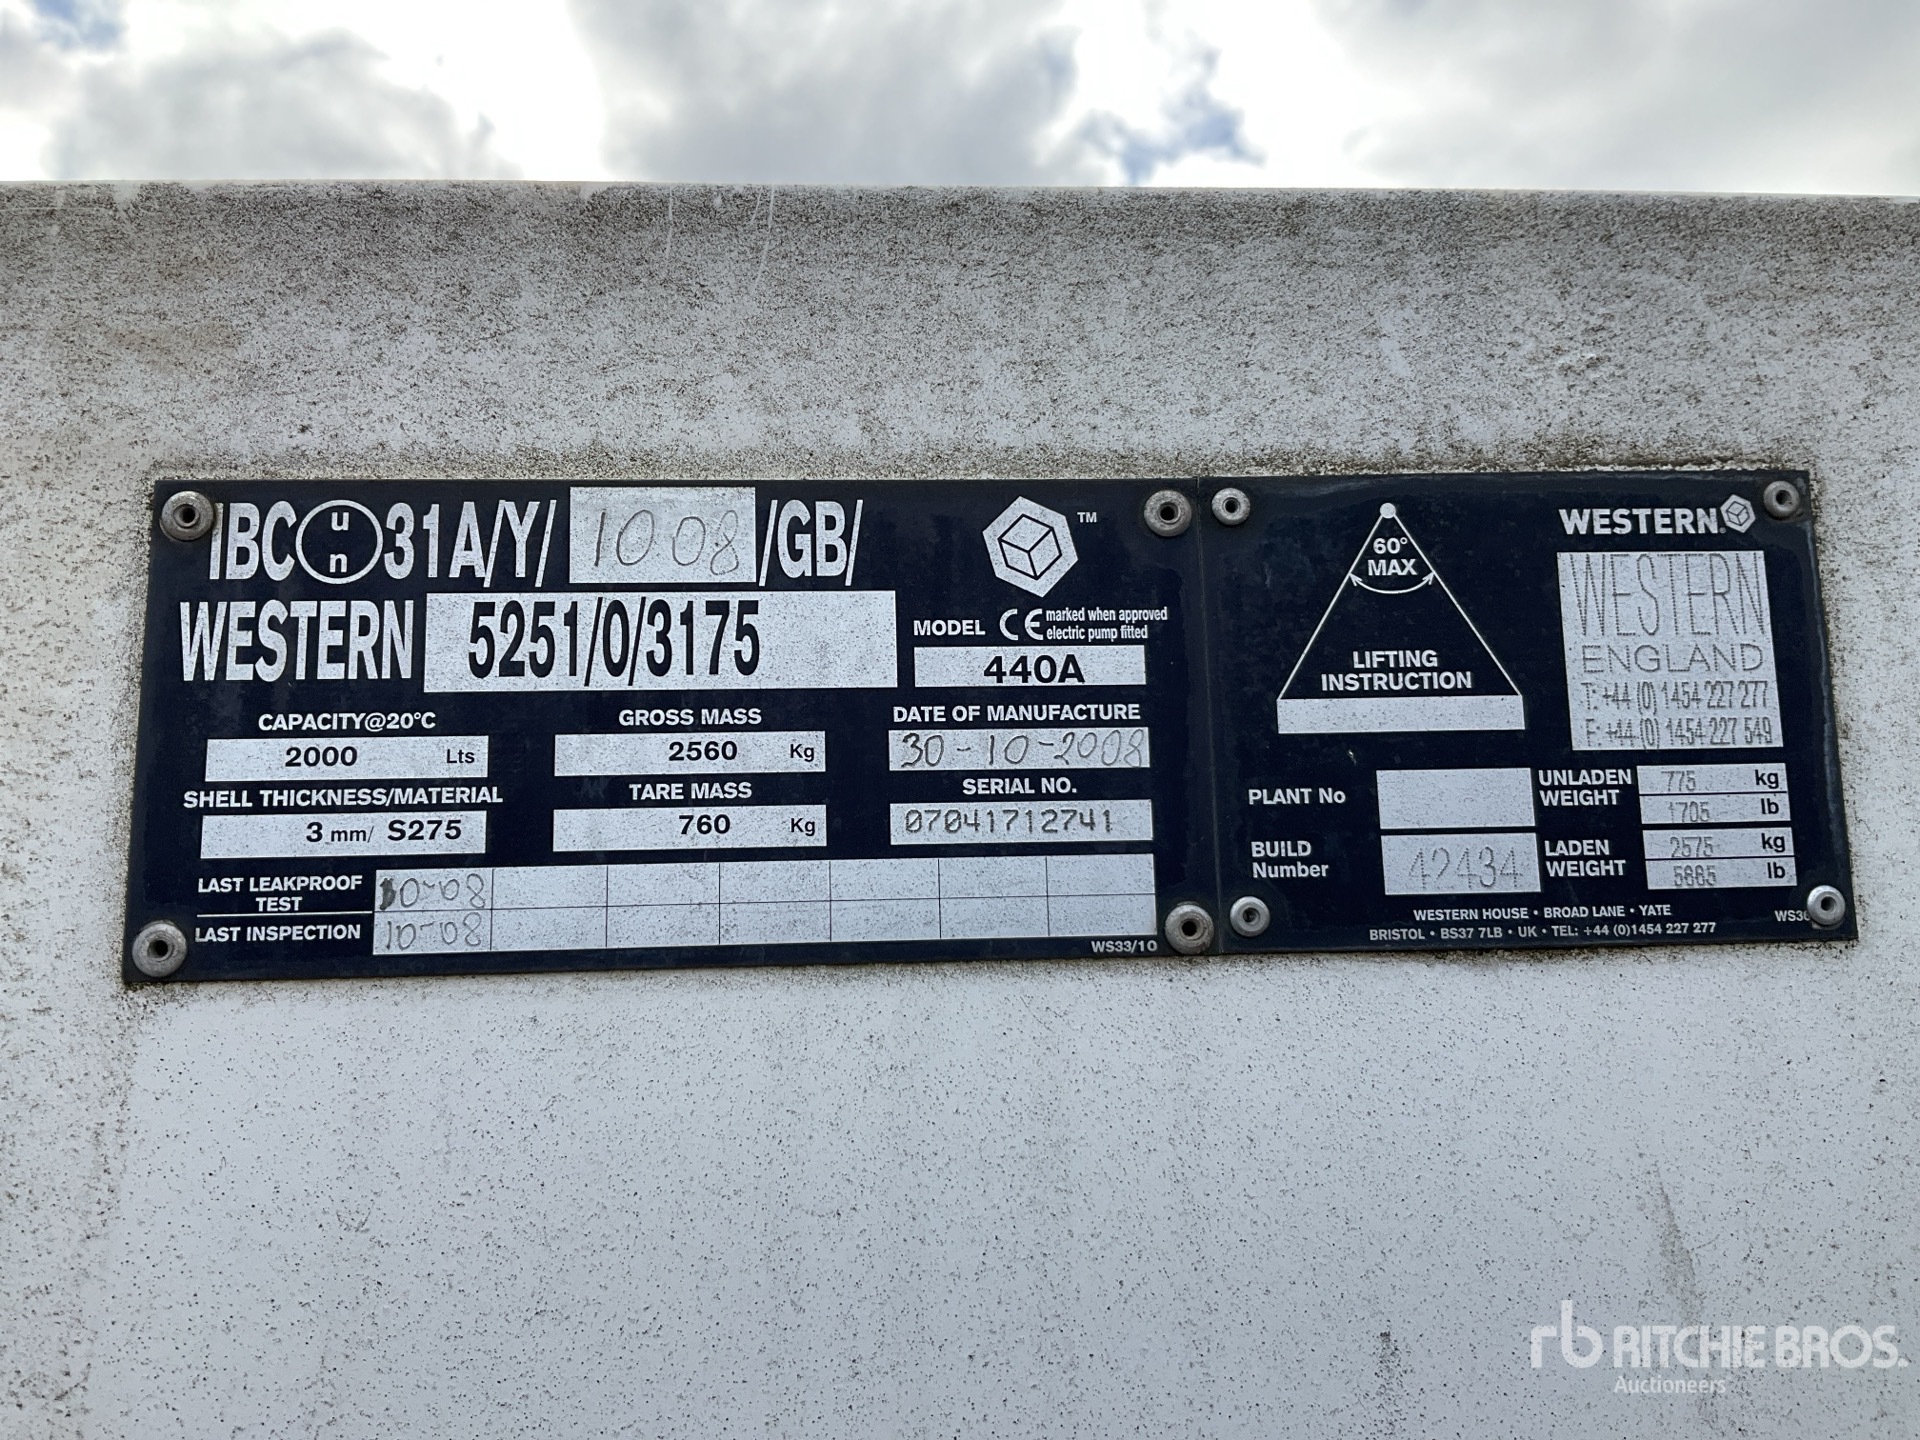 IBC un 31A/Y/ 1008 /GB/
WESTERN 5251/0/3175
TM
MODEL CE marked when approved electric pump fitted
440A
CAPACITY@20°C
2000 Lts
GROSS MASS
2560 Kg
DATE OF MANUFACTURE
30-10-2008
SHELL THICKNESS/MATERIAL
3 mm/ S275
TARE MASS
760 Kg
SERIAL NO.
07041712741
LAST LEAKPROOF TEST
10-08
LAST INSPECTION
10-08
WS33/10
60° MAX
LIFTING
INSTRUCTION
WESTERN.
WESTERN
ENGLAND
T: +44 (0) 1454 227 277
F: +44 (0) 1454 227 549
PLANT No
UNLADEN WEIGHT
775 kg
1705 lb
BUILD Number
42434
LADEN WEIGHT
2575 kg
5665 lb
WESTERN HOUSE • BROAD LANE • YATE
BRISTOL • BS37 7LB • UK • TEL: +44 (0)1454 227 277
rb RITCHIE BROS.
Auctioneers